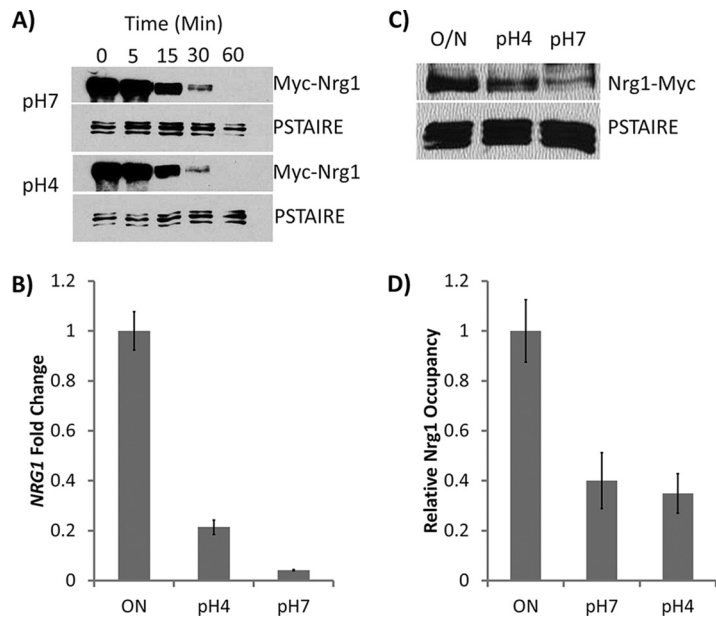 A)
Time (Min)
0 5 15 30 60
pH7
Myc-Nrg1
PSTAIRE
pH4
Myc-Nrg1
PSTAIRE
C)
O/N pH4 pH7
Nrg1-Myc
PSTAIRE
B)
NRG1 Fold Change
1.2
1
0.8
0.6
0.4
0.2
0
ON pH4 pH7
D)
Relative Nrg1 Occupancy
1.2
1
0.8
0.6
0.4
0.2
0
ON pH7 pH4